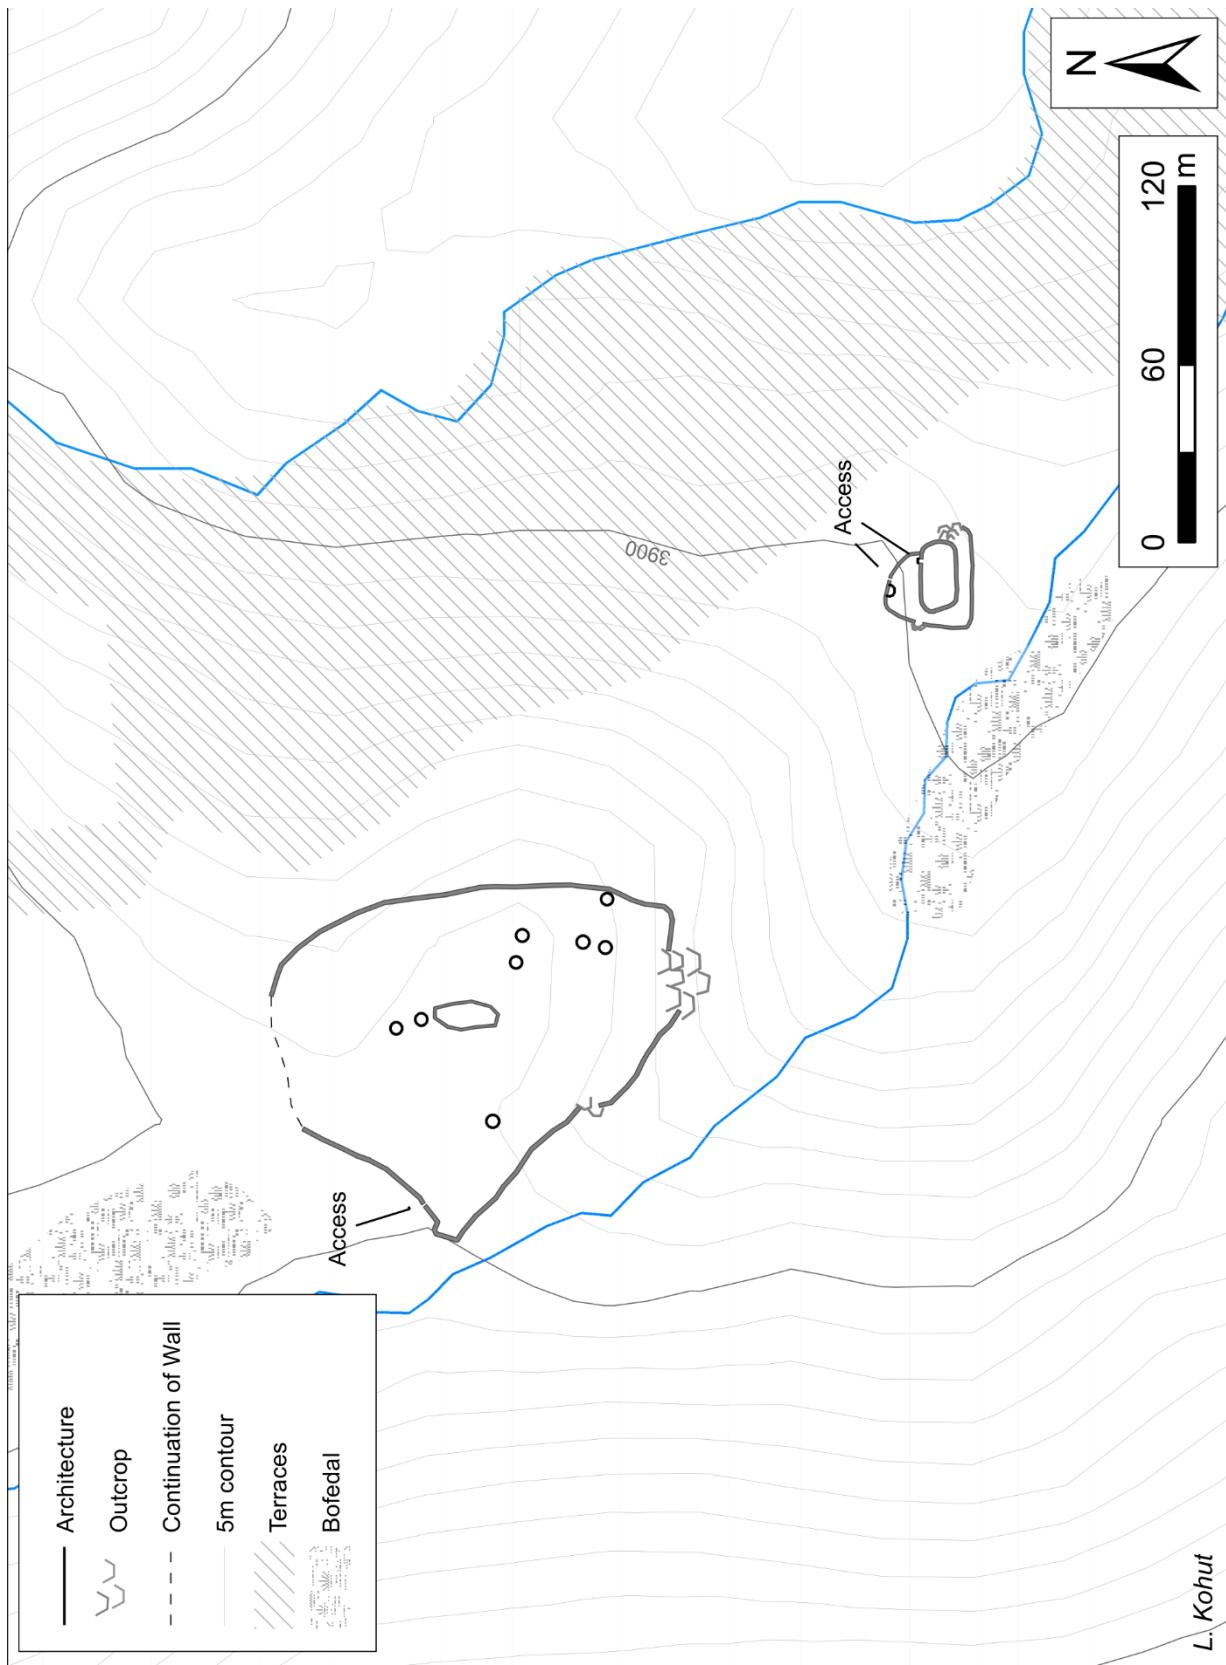 Architecture
Outcrop
Continuation of Wall
5m contour
Terraces
Bofedal
Access
Access
3900
N
0 60 120
m
L. Kohut